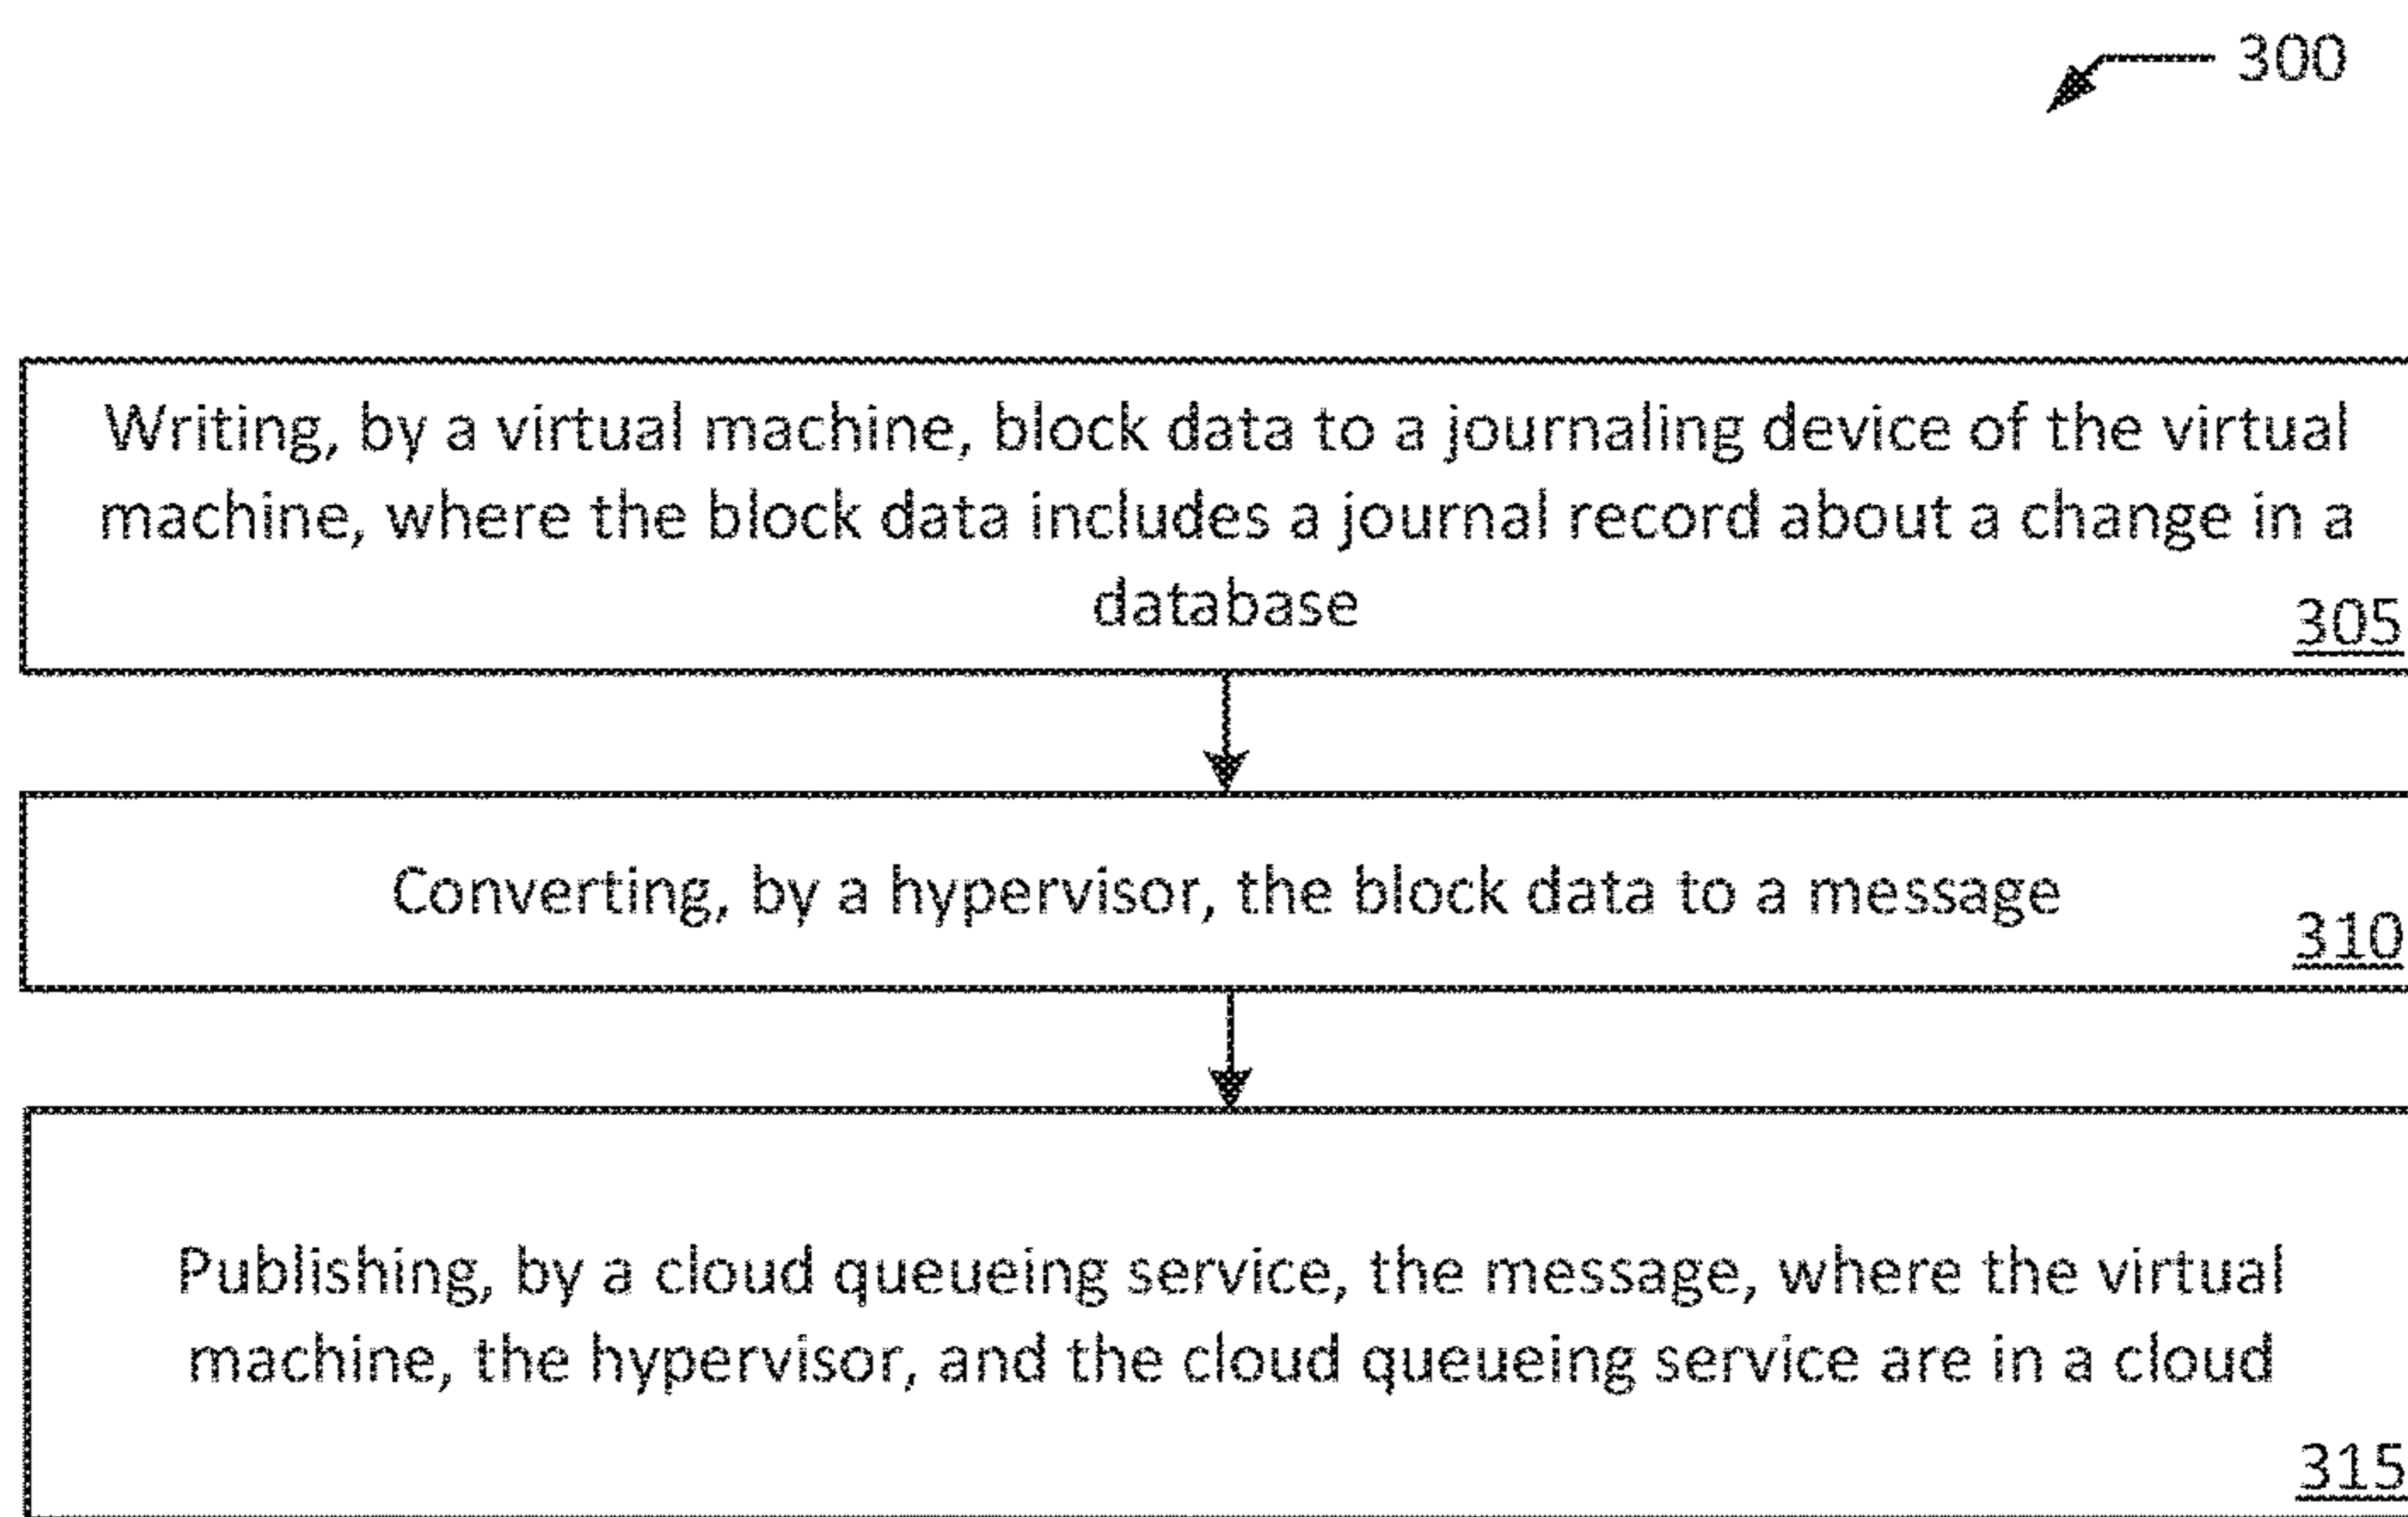 300
Writing, by a virtual machine, block data to a journaling device of the virtual
machine, where the block data includes a journal record about a change in a
database
305
Converting, by a hypervisor, the block data to a message
310
Publishing, by a cloud queueing service, the message, where the virtual
machine, the hypervisor, and the cloud queueing service are in a cloud
315